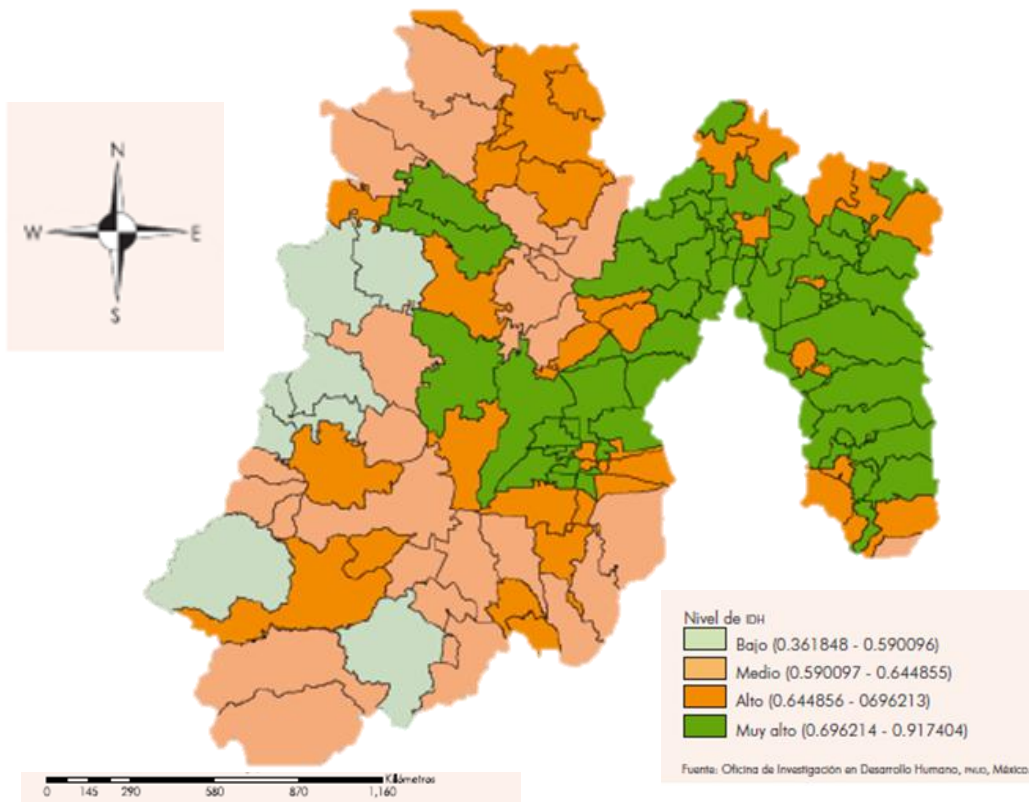 N
W E
S
Nivel de IDH
Bajo (0.361848 - 0.590096)
Medio (0.590097 - 0.644855)
Alto (0.644856 - 0696213)
Muy alto (0.696214 - 0.917404)
Fuente: Oficina de Investigación en Desarrollo Humano, PNUD, México
Kilómetros
0 145 290 580 870 1,160